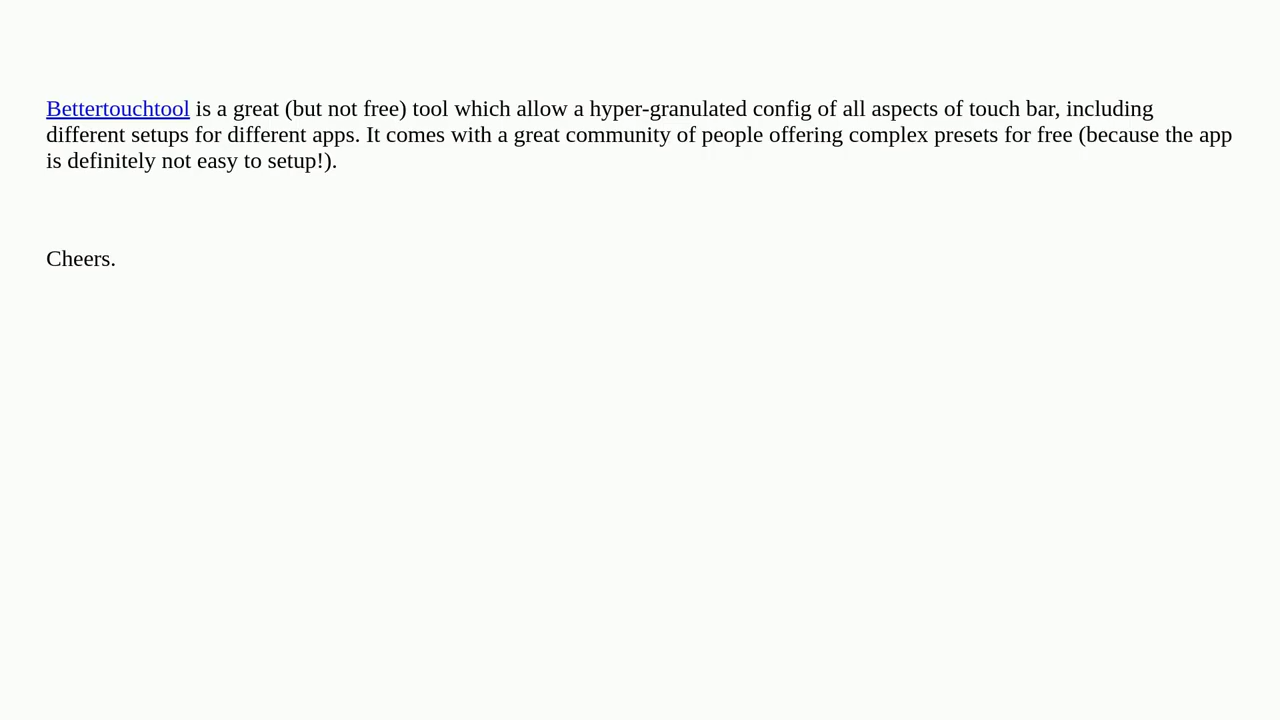 Bettertouchtool is a great (but not free) tool which allow a hyper-granulated config of all aspects of touch bar, including
different setups for different apps. It comes with a great community of people offering complex presets for free (because the app
is definitely not easy to setup!).
Cheers.